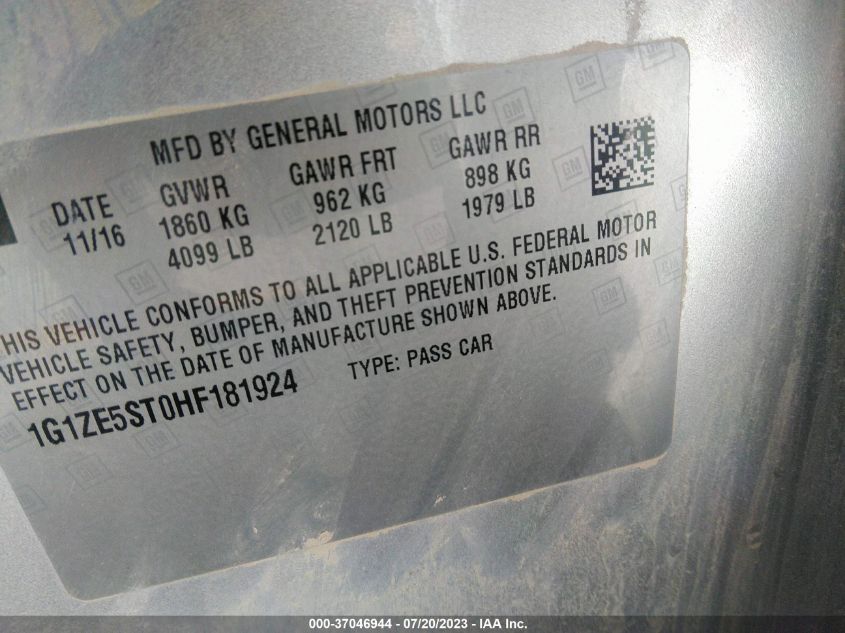 MFD BY GENERAL MOTORS LLC
DATE GVWR GAWR FRT GAWR RR
11/16 1860 KG 962 KG 898 KG
4099 LB 2120 LB 1979 LB
HIS VEHICLE CONFORMS TO ALL APPLICABLE U.S. FEDERAL MOTOR
VEHICLE SAFETY, BUMPER, AND THEFT PREVENTION STANDARDS IN
EFFECT ON THE DATE OF MANUFACTURE SHOWN ABOVE.
1G1ZE5ST0HF181924 TYPE: PASS CAR
000-37046944 - 07/20/2023 - IAA Inc.